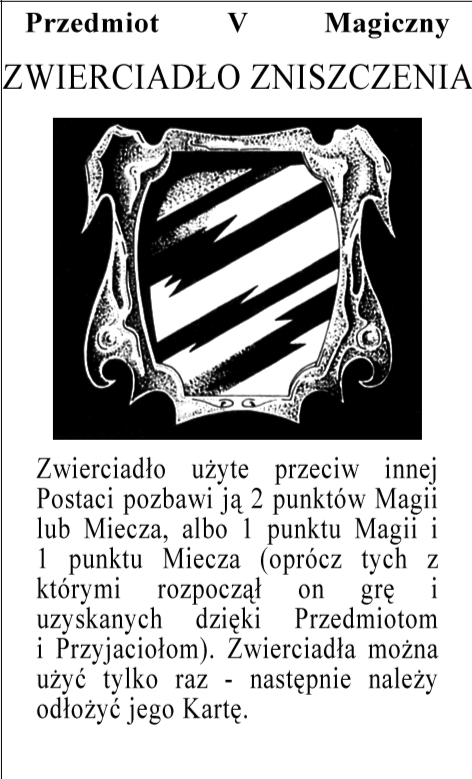 Przedmiot V Magiczny
ZWIERCIADŁO ZNISZCZENIA
D G
Zwierciadło użyte przeciw innej
Postaci pozbawi ją 2 punktów Magii
lub Miecza, albo 1 punktu Magii i
1 punktu Miecza (oprócz tych z
którymi rozpoczął on grę i
uzyskanych dzięki Przedmiotom
i Przyjaciołom). Zwierciadła można
użyć tylko raz - następnie należy
odłożyć jego Kartę.